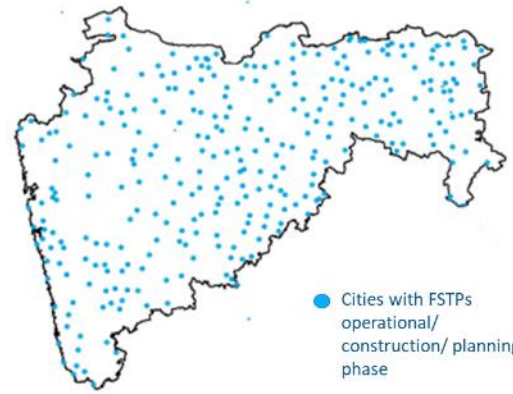 Cities with FSTPs
operational/
construction/ planning
phase